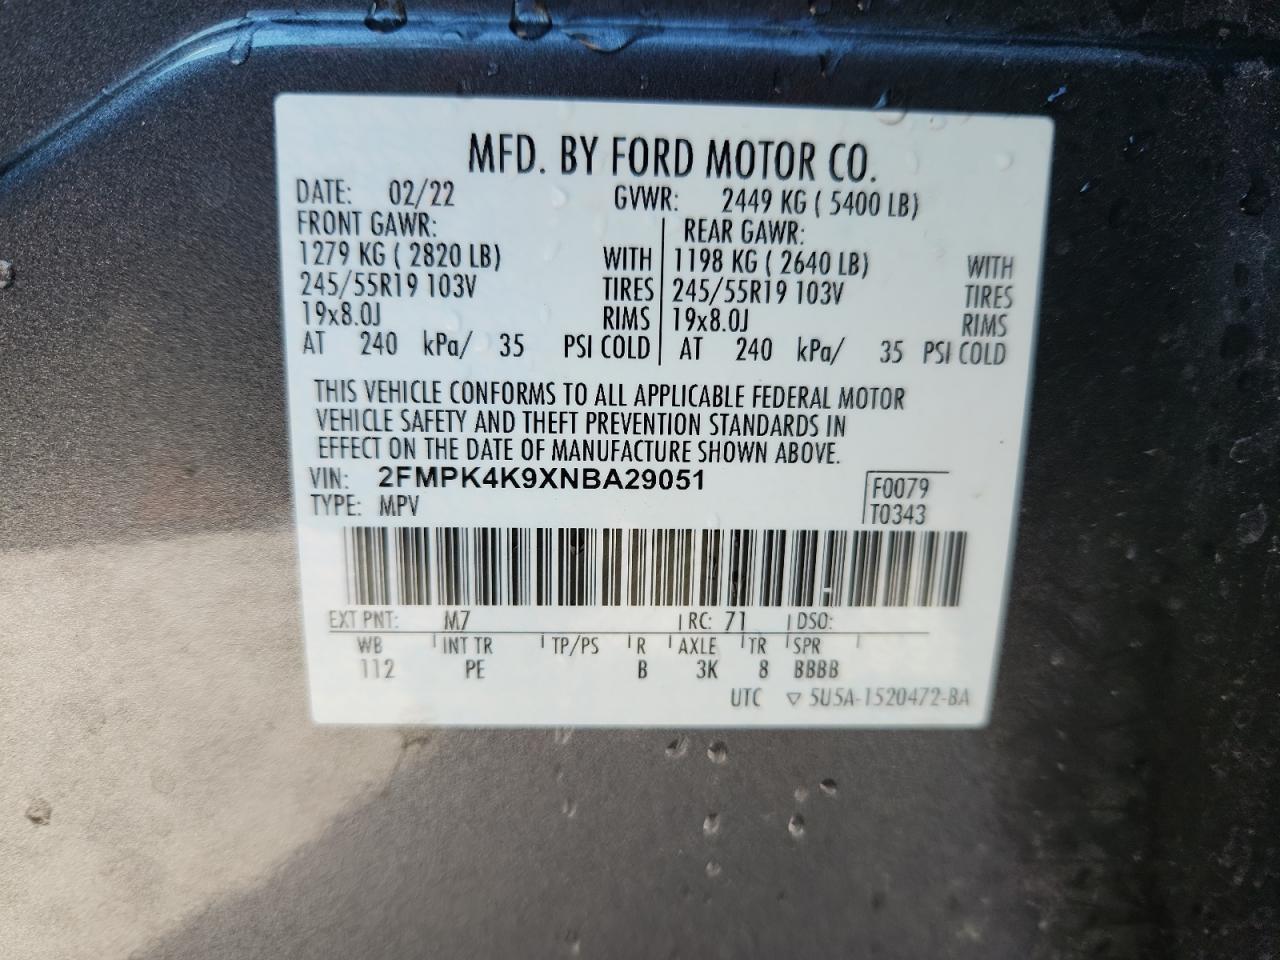 MFD. BY FORD MOTOR CO.
DATE: 02/22 GVWR: 2449 KG ( 5400 LB)
FRONT GAWR: REAR GAWR:
1279 KG ( 2820 LB) WITH 1198 KG ( 2640 LB) WITH
245/55R19 103V TIRES 245/55R19 103V TIRES
19x8.0J RIMS 19x8.0J RIMS
AT 240 kPa/ 35 PSI COLD AT 240 kPa/ 35 PSI COLD
THIS VEHICLE CONFORMS TO ALL APPLICABLE FEDERAL MOTOR
VEHICLE SAFETY AND THEFT PREVENTION STANDARDS IN
EFFECT ON THE DATE OF MANUFACTURE SHOWN ABOVE.
VIN: 2FMPK4K9XNBA29051 F0079
TYPE: MPV T0343
EXT PNT: M7 RC: 71 DSO:
WB INT TR TP/PS R AXLE TR SPR
112 PE B 3K 8 BBBB
UTC ▽ 5U5A-1520472-BA